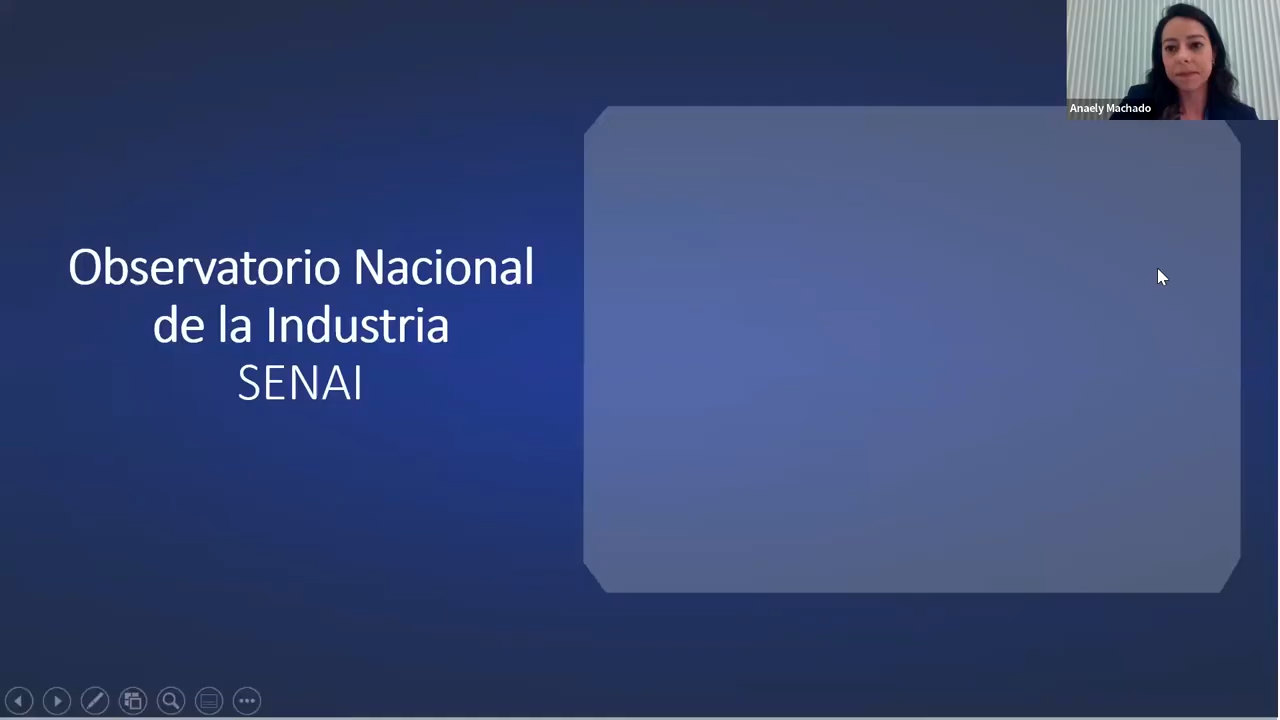 Anaely Machado
Observatorio Nacional
de la Industria
SENAI